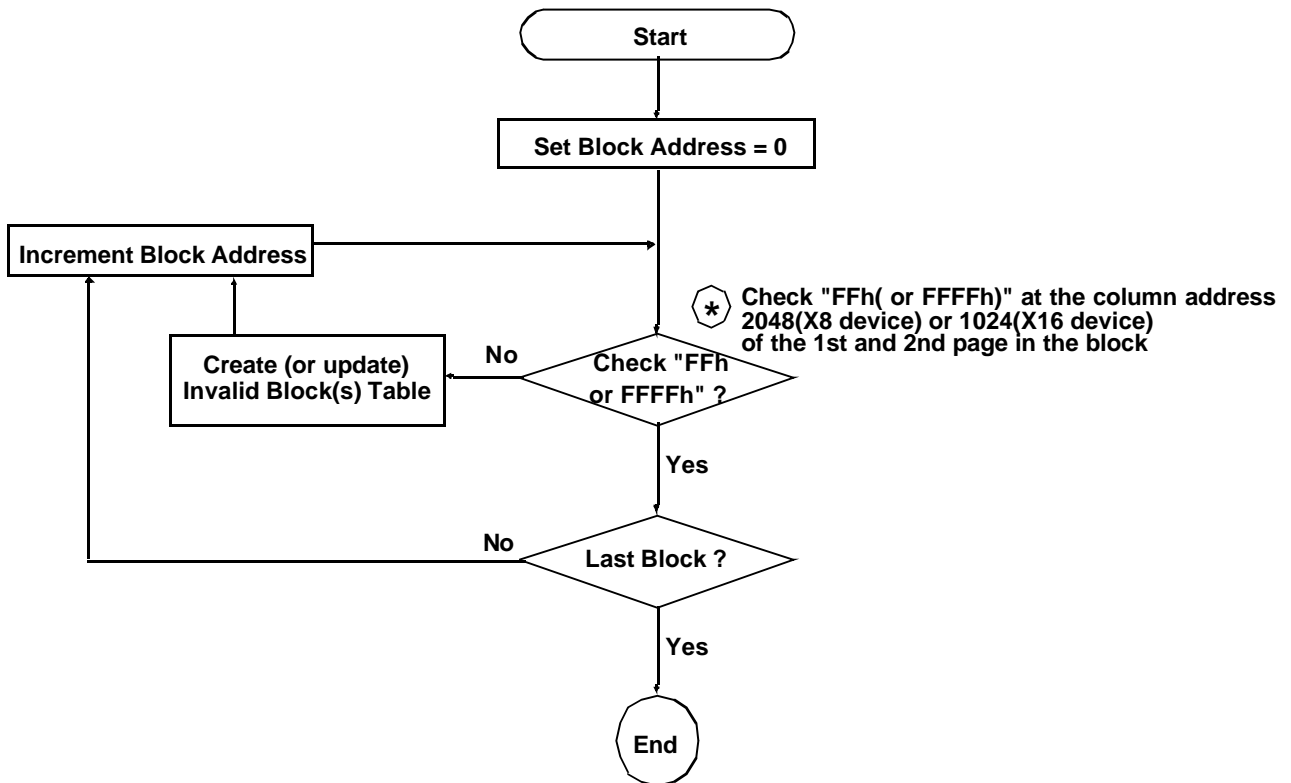 Start
Set Block Address = 0
Increment Block Address
* Check "FFh( or FFFFh)" at the column address
2048(X8 device) or 1024(X16 device)
of the 1st and 2nd page in the block
Create (or update)
Invalid Block(s) Table
No
Check "FFh
or FFFFh" ?
Yes
No
Last Block ?
Yes
End